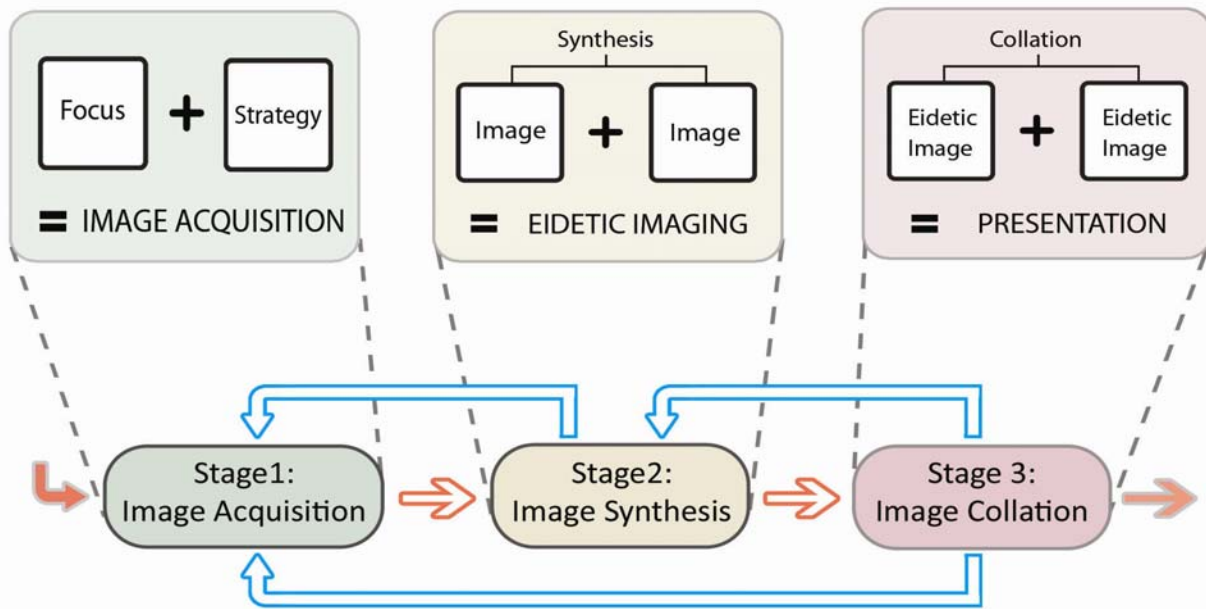 Focus
+
Strategy
= IMAGE ACQUISITION
Synthesis
Image
+
Image
= EIDETIC IMAGING
Collation
Eidetic
Image
+
Eidetic
Image
= PRESENTATION
Stage1:
Image Acquisition
Stage2:
Image Synthesis
Stage 3:
Image Collation